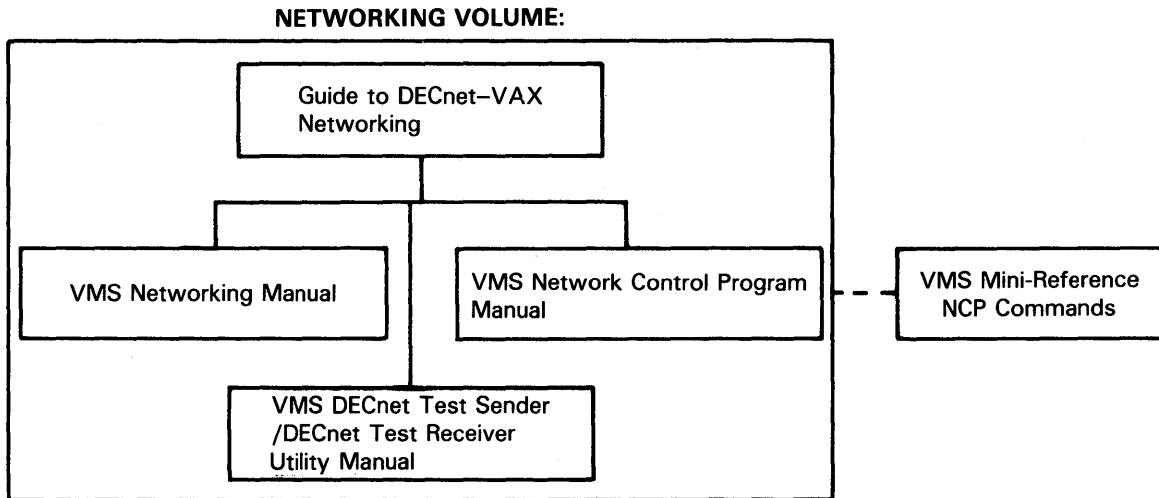 NETWORKING VOLUME:
Guide to DECnet–VAX
Networking
VMS Networking Manual
VMS Network Control Program
Manual
VMS Mini-Reference
NCP Commands
VMS DECnet Test Sender
/DECnet Test Receiver
Utility Manual